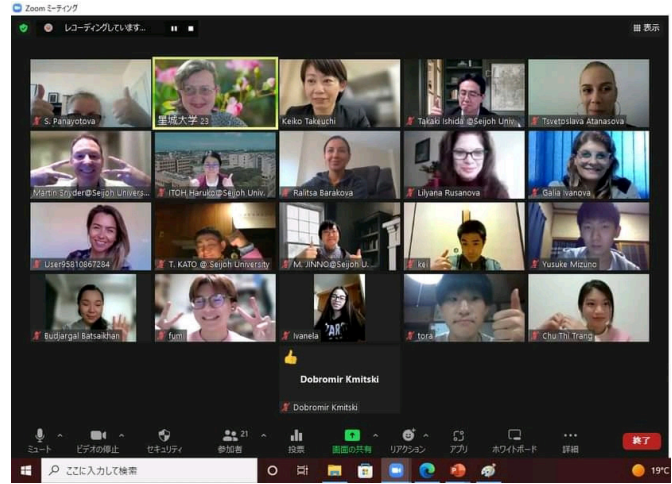 Zoom ミーティング
レコーディングしています...
表示
S. Panayotova
星城大学 23
Keiko Takeuchi
Takaki Ishida @Seijoh Univ.
Tsvetoslava Atanasova
Martin Snyder@Seijoh Univers...
ITOH Haruko@Seijoh Univ.
Ralitsa Barakova
Lilyana Rusanova
Galia Ivanova
User95810867284
T. KATO @ Seijoh University
M. JINNO@Seijoh U.
kei
Yusuke Mizuno
Budjargal Batsaikhan
fumi
Ivanela
tora
Chu Thi Trang
Dobromir Kmitski
Dobromir Kmitski
21
ミュート
ビデオの停止
セキュリティ
参加者
投票
画面の共有
リアクション
アプリ
ホワイトボード
詳細
終了
ここに入力して検索
19°C